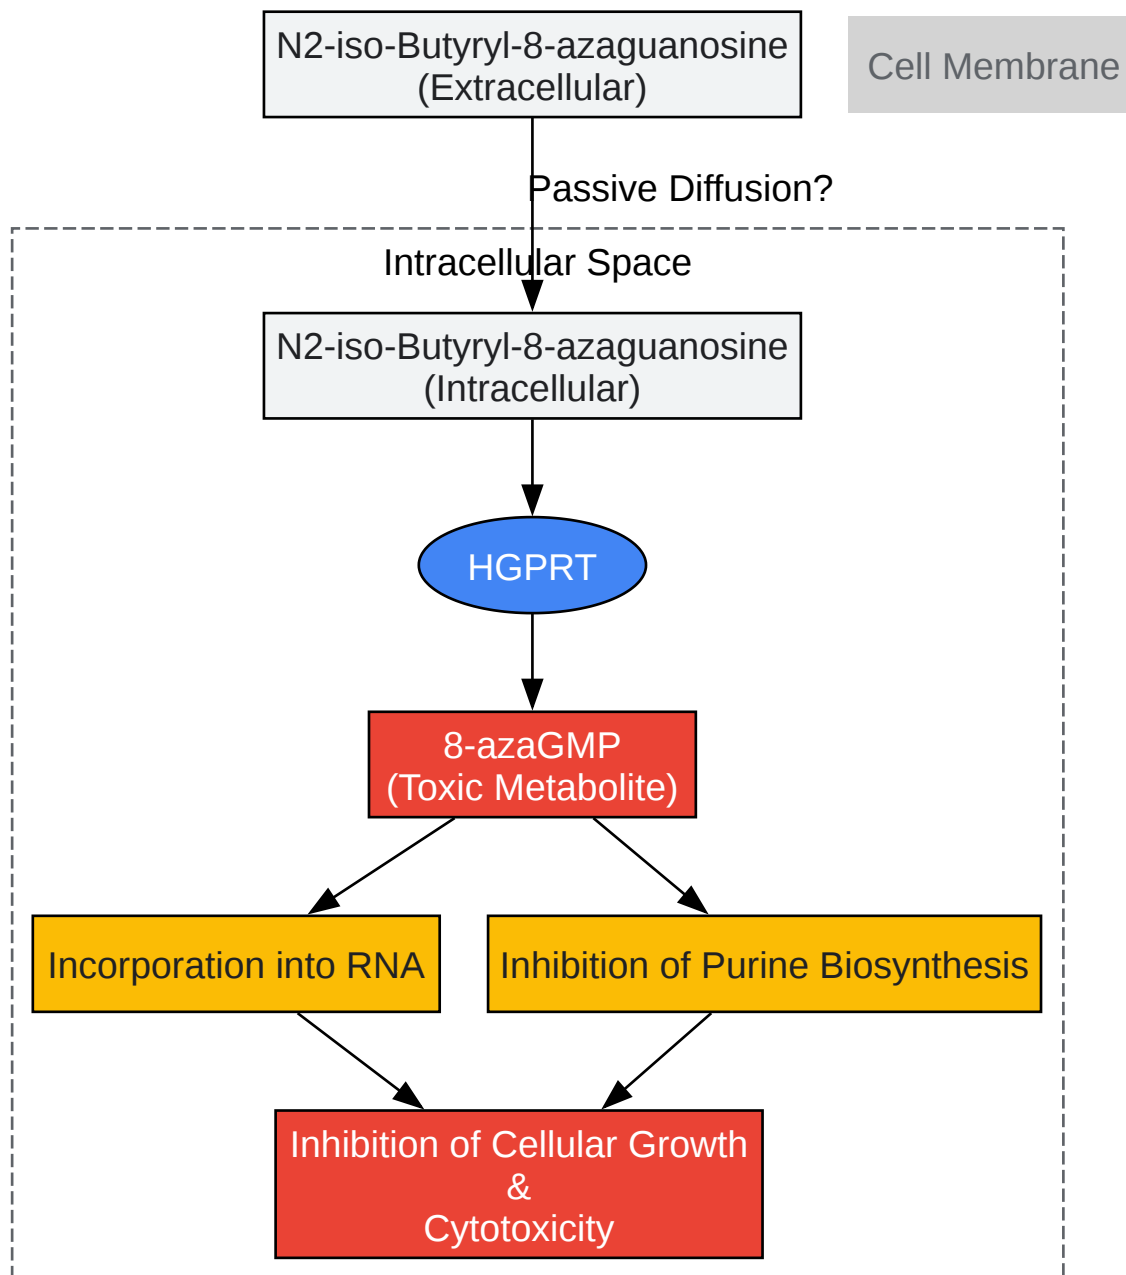 N2-iso-Butyryl-8-azaguanosine
(Extracellular)
Cell Membrane
Passive Diffusion?
Intracellular Space
N2-iso-Butyryl-8-azaguanosine
(Intracellular)
HGPRT
8-azaGMP
(Toxic Metabolite)
Incorporation into RNA
Inhibition of Purine Biosynthesis
Inhibition of Cellular Growth
&
Cytotoxicity